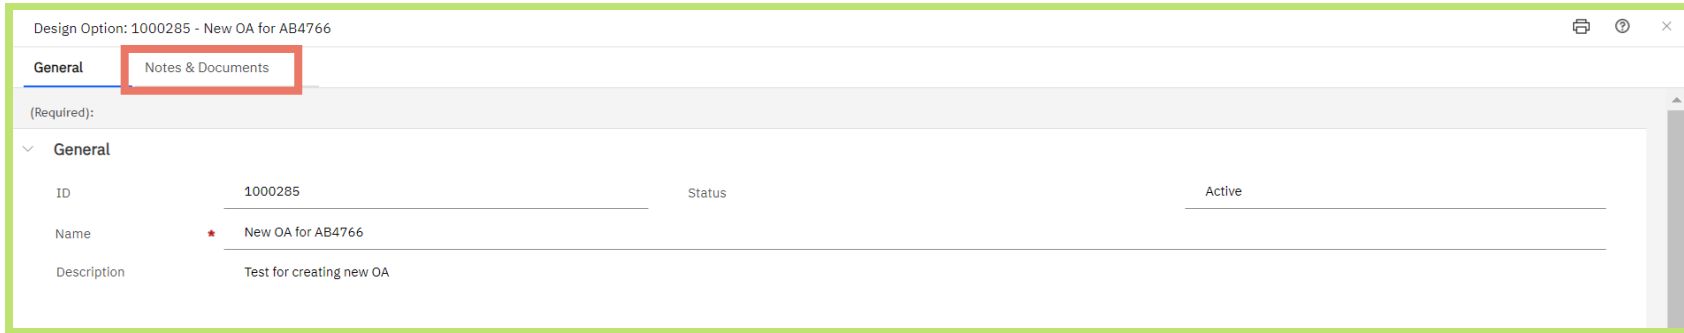 Design Option: 1000285 - New OA for AB4766
General Notes & Documents
(Required):
General
ID 1000285 Status Active
Name * New OA for AB4766
Description Test for creating new OA